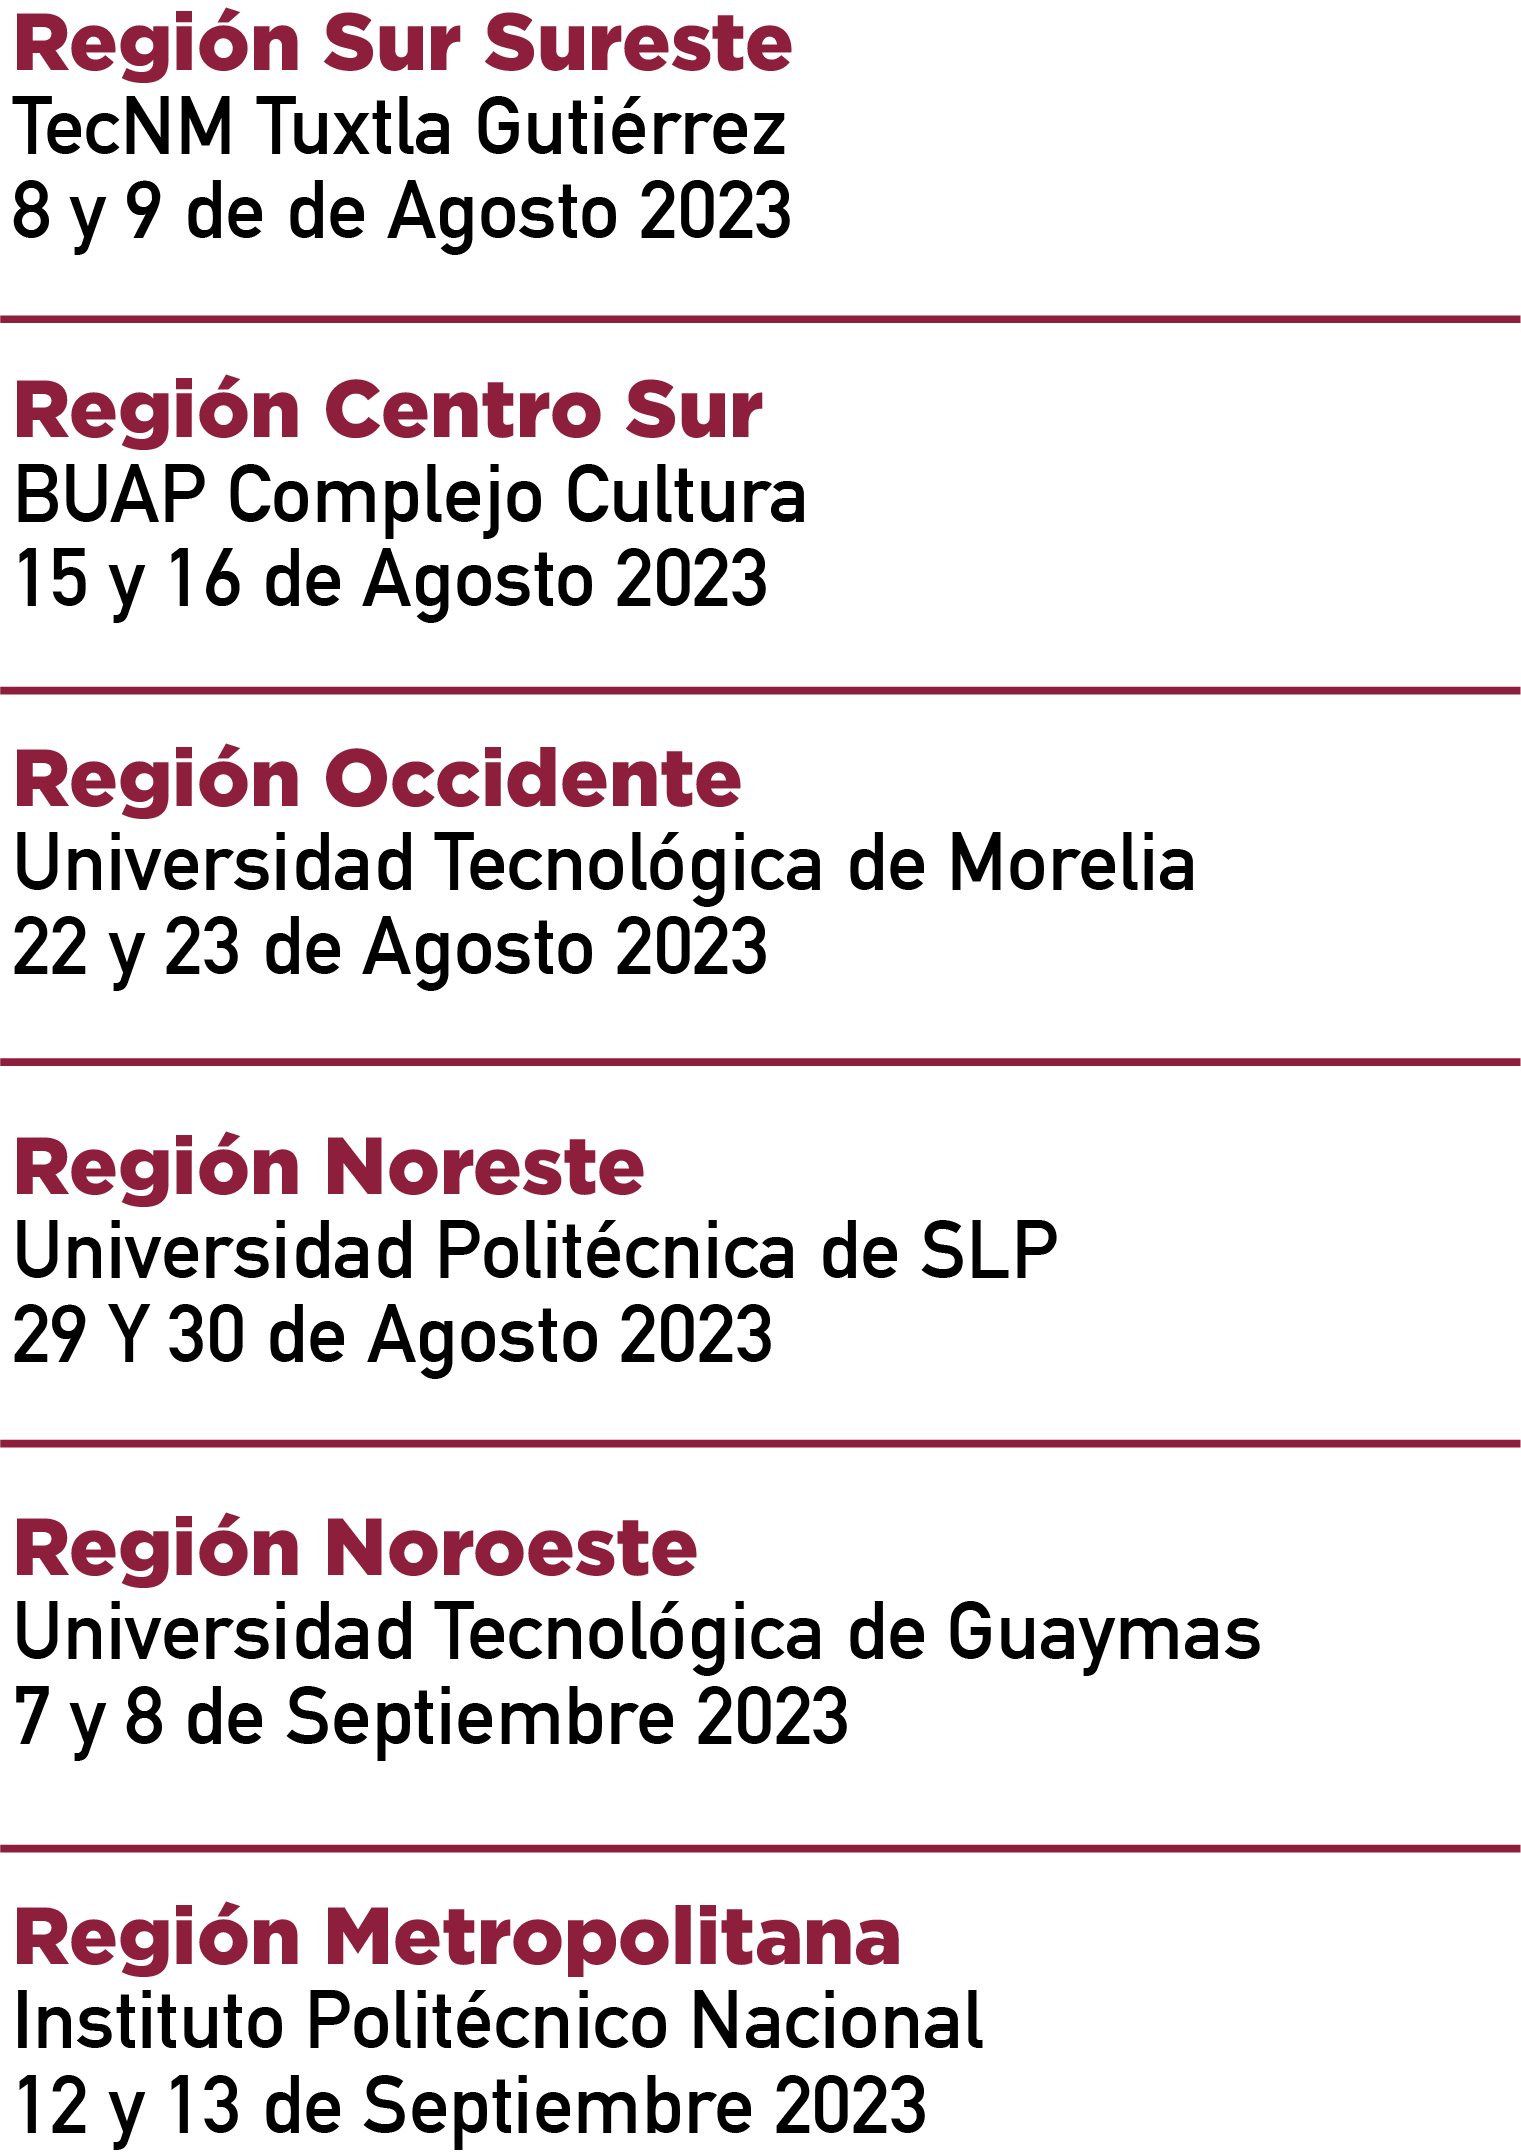 Región Sur Sureste
TecNM Tuxtla Gutiérrez
8 y 9 de de Agosto 2023
Región Centro Sur
BUAP Complejo Cultura
15 y 16 de Agosto 2023
Región Occidente
Universidad Tecnológica de Morelia
22 y 23 de Agosto 2023
Región Noreste
Universidad Politécnica de SLP
29 Y 30 de Agosto 2023
Región Noroeste
Universidad Tecnológica de Guaymas
7 y 8 de Septiembre 2023
Región Metropolitana
Instituto Politécnico Nacional
12 y 13 de Septiembre 2023